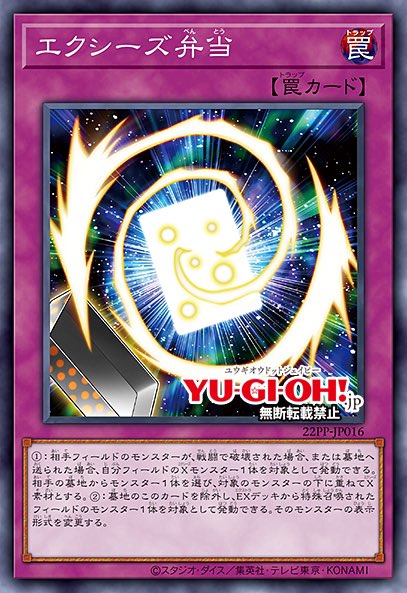 エクシーズ弁当
罠
【罠カード】
ユウギオウドットジェイピー
YU-GI-OH!.jp
無断転載禁止
22PP-JP016
①：相手フィールドのモンスターが、戦闘で破壊された場合、または墓地へ
送られた場合、自分フィールドのXモンスター1体を対象として発動できる。
相手の墓地からモンスター1体を選び、対象のモンスターの下に重ねてX
素材とする。②：墓地のこのカードを除外し、EXデッキから特殊召喚された
フィールドのモンスター1体を対象として発動できる。そのモンスターの表示
形式を変更する。
©スタジオ・ダイス／集英社・テレビ東京・KONAMI